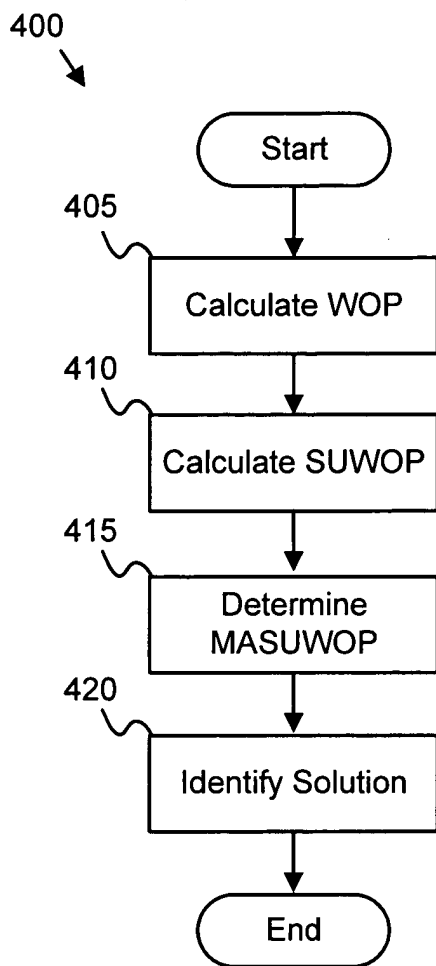 400
Start
405
Calculate WOP
410
Calculate SUWOP
415
Determine
MASUWOP
420
Identify Solution
End